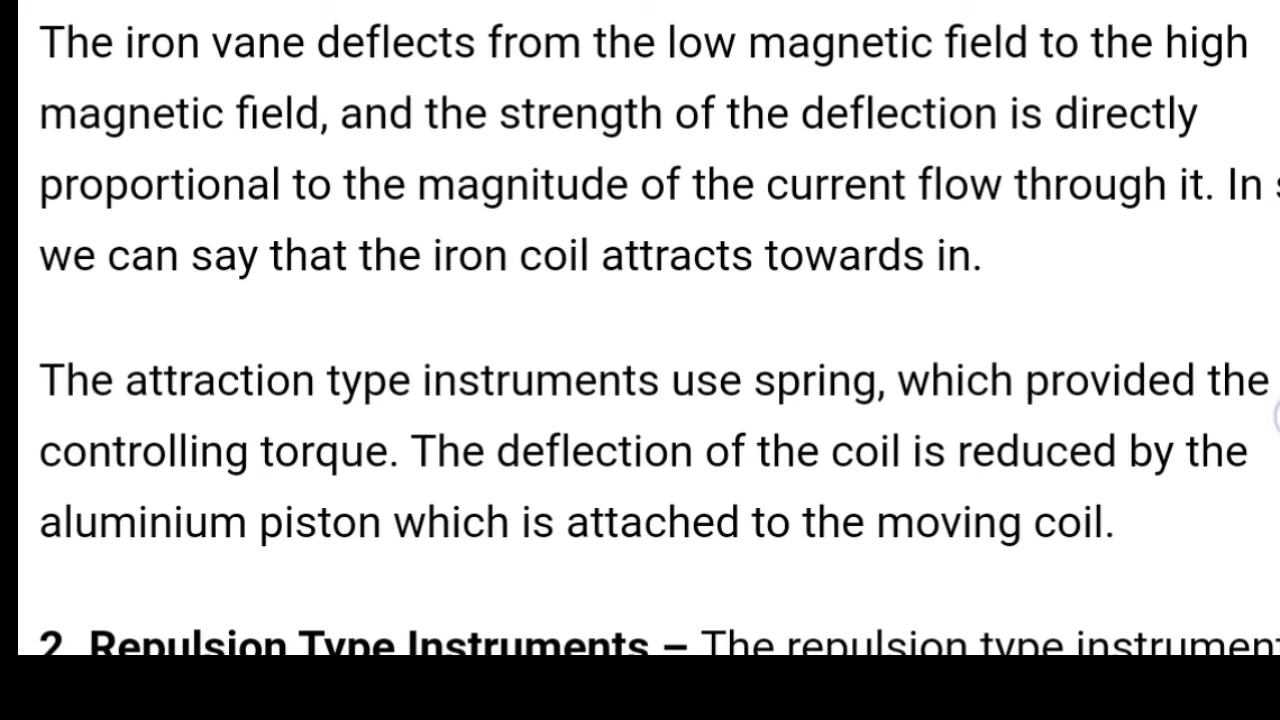 The iron vane deflects from the low magnetic field to the high
magnetic field, and the strength of the deflection is directly
proportional to the magnitude of the current flow through it. In
we can say that the iron coil attracts towards in.
The attraction type instruments use spring, which provided the
controlling torque. The deflection of the coil is reduced by the
aluminium piston which is attached to the moving coil.
2. Repulsion Type Instruments – The repulsion type instrument